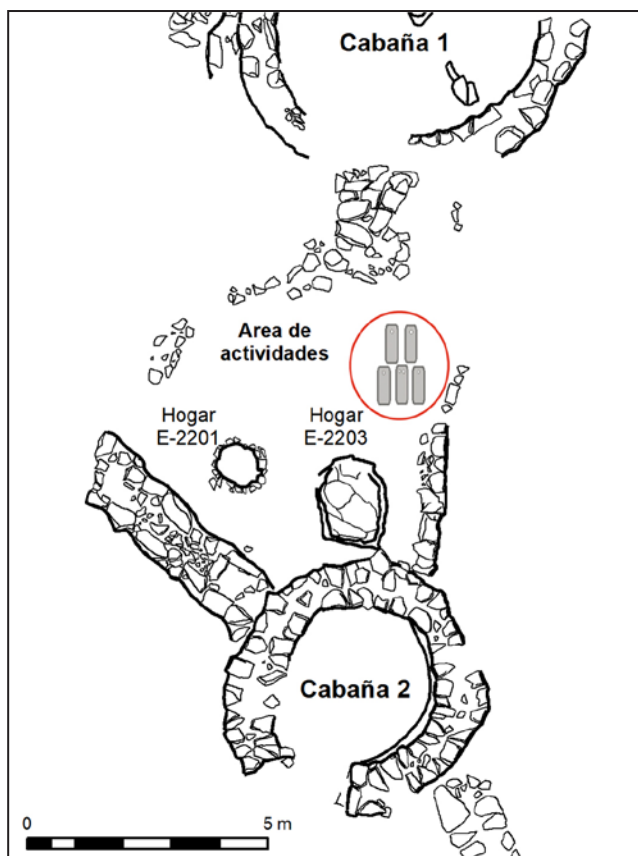 Cabaña 1
Area de
actividades
Hogar
E-2201
Hogar
E-2203
Cabaña 2
0
5 m